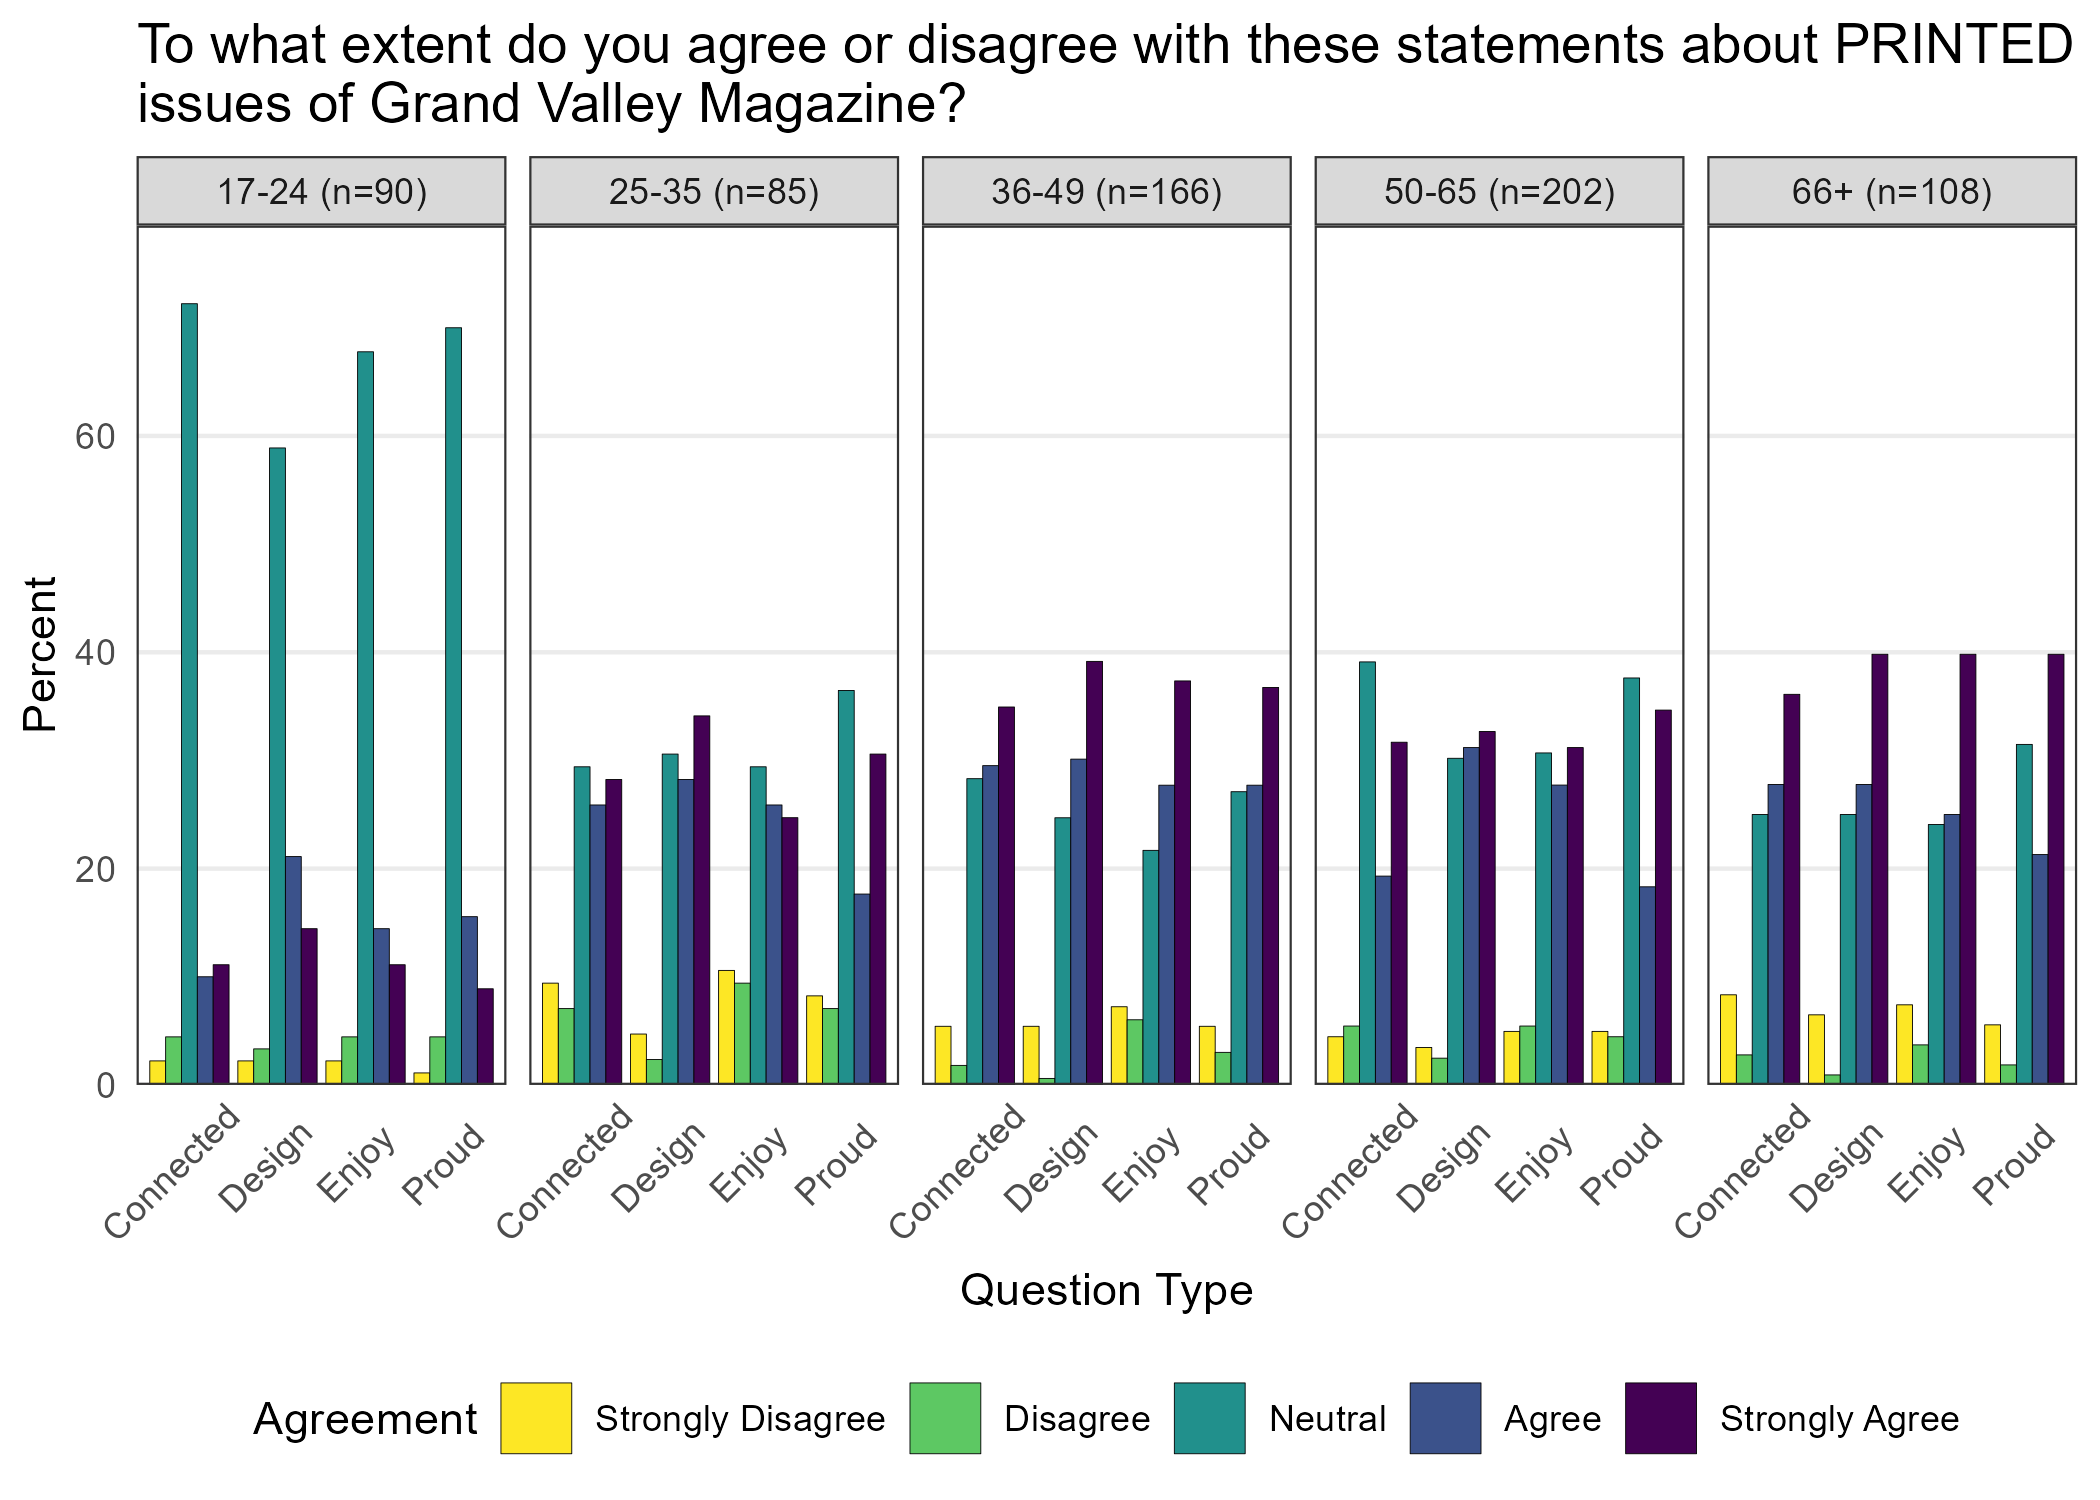 To what extent do you agree or disagree with these statements about PRINTED
issues of Grand Valley Magazine?
17-24 (n=90)
25-35 (n=85)
36-49 (n=166)
50-65 (n=202)
66+ (n=108)
Percent
60
40
20
0
Connected
Design
Enjoy
Proud
Connected
Design
Enjoy
Proud
Connected
Design
Enjoy
Proud
Connected
Design
Enjoy
Proud
Connected
Design
Enjoy
Proud
Question Type
Agreement
Strongly Disagree
Disagree
Neutral
Agree
Strongly Agree